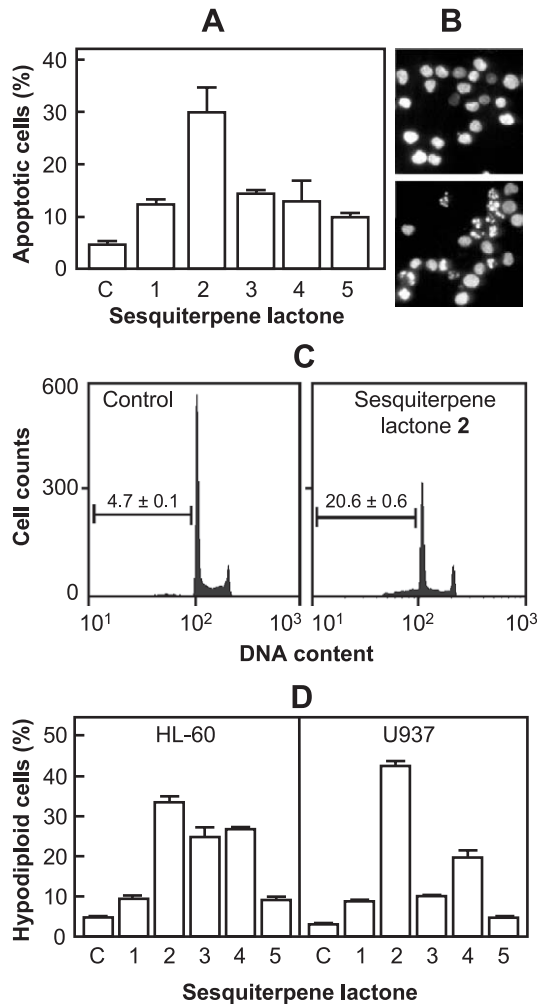 A
B
Apoptotic cells (%)
40
30
20
10
0
C 1 2 3 4 5
Sesquiterpene lactone
C
Cell counts
600
300
0
Control
4.7 ± 0.1
Sesquiterpene
lactone 2
20.6 ± 0.6
10¹ 10² 10³ 10¹ 10² 10³
DNA content
D
Hypodiploid cells (%)
50
40
30
20
10
0
HL-60
U937
C 1 2 3 4 5 C 1 2 3 4 5
Sesquiterpene lactone